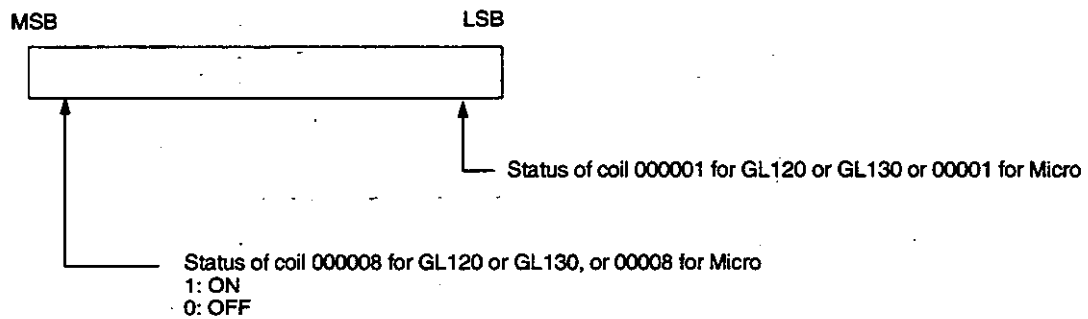 MSB LSB
Status of coil 000001 for GL120 or GL130 or 00001 for Micro
Status of coil 000008 for GL120 or GL130, or 00008 for Micro
1: ON
0: OFF